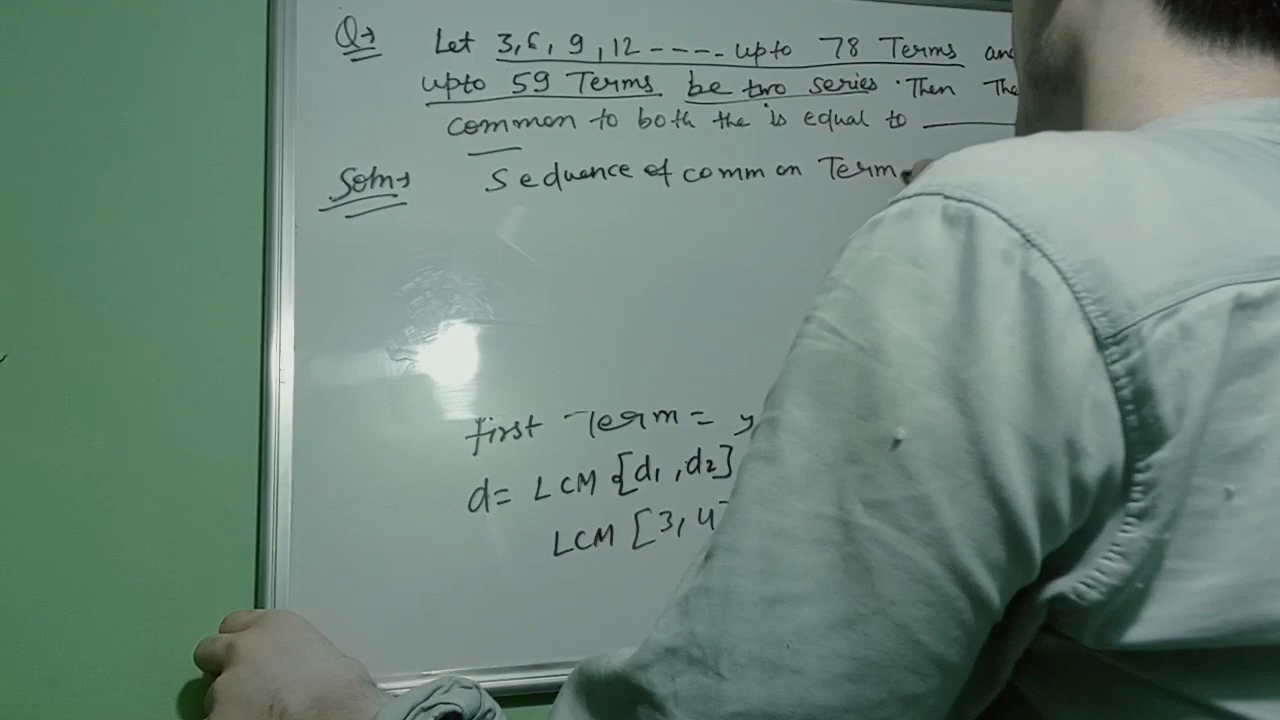 Q→ Let 3, 6, 9, 12 ----- upto 78 Terms and
upto 59 Terms be two series. Then The
common to both the is equal to ______
Soln→ Sequence of common Term
first Term =
d = LCM [d1, d2]
LCM [3, 4]